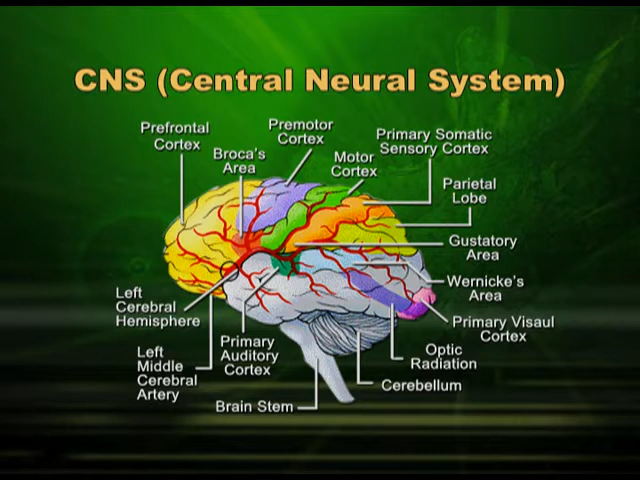 CNS (Central Neural System)
Prefrontal
Cortex
Broca's
Area
Premotor
Cortex
Motor
Cortex
Primary Somatic
Sensory Cortex
Parietal
Lobe
Gustatory
Area
Wernicke's
Area
Primary Visaul
Cortex
Optic
Radiation
Cerebellum
Brain Stem
Primary
Auditory
Cortex
Left
Cerebral
Hemisphere
Left
Middle
Cerebral
Artery